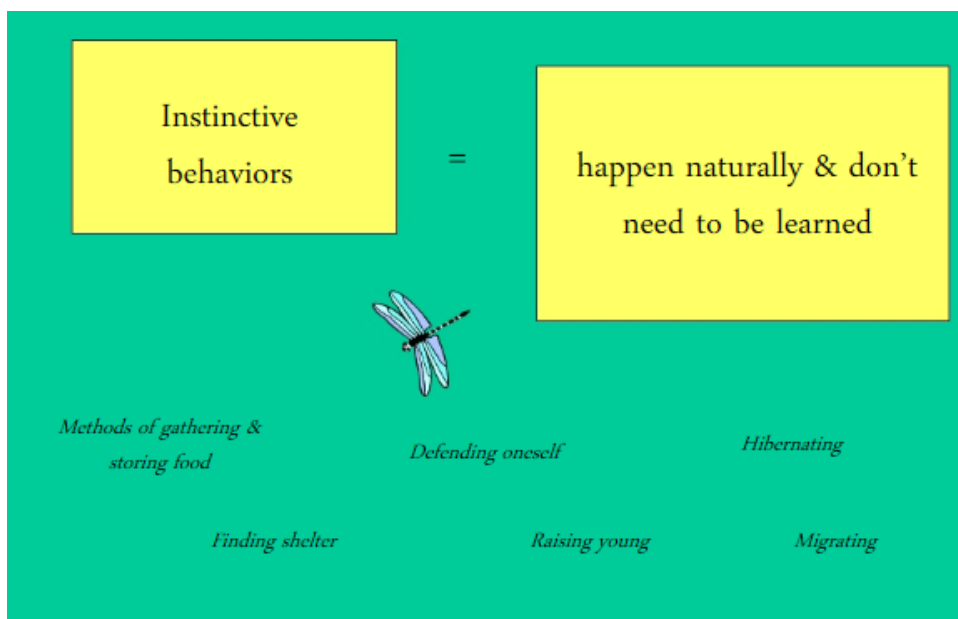 Instinctive
behaviors
=
happen naturally & don't
need to be learned
Methods of gathering &
storing food
Defending oneself
Hibernating
Finding shelter
Raising young
Migrating